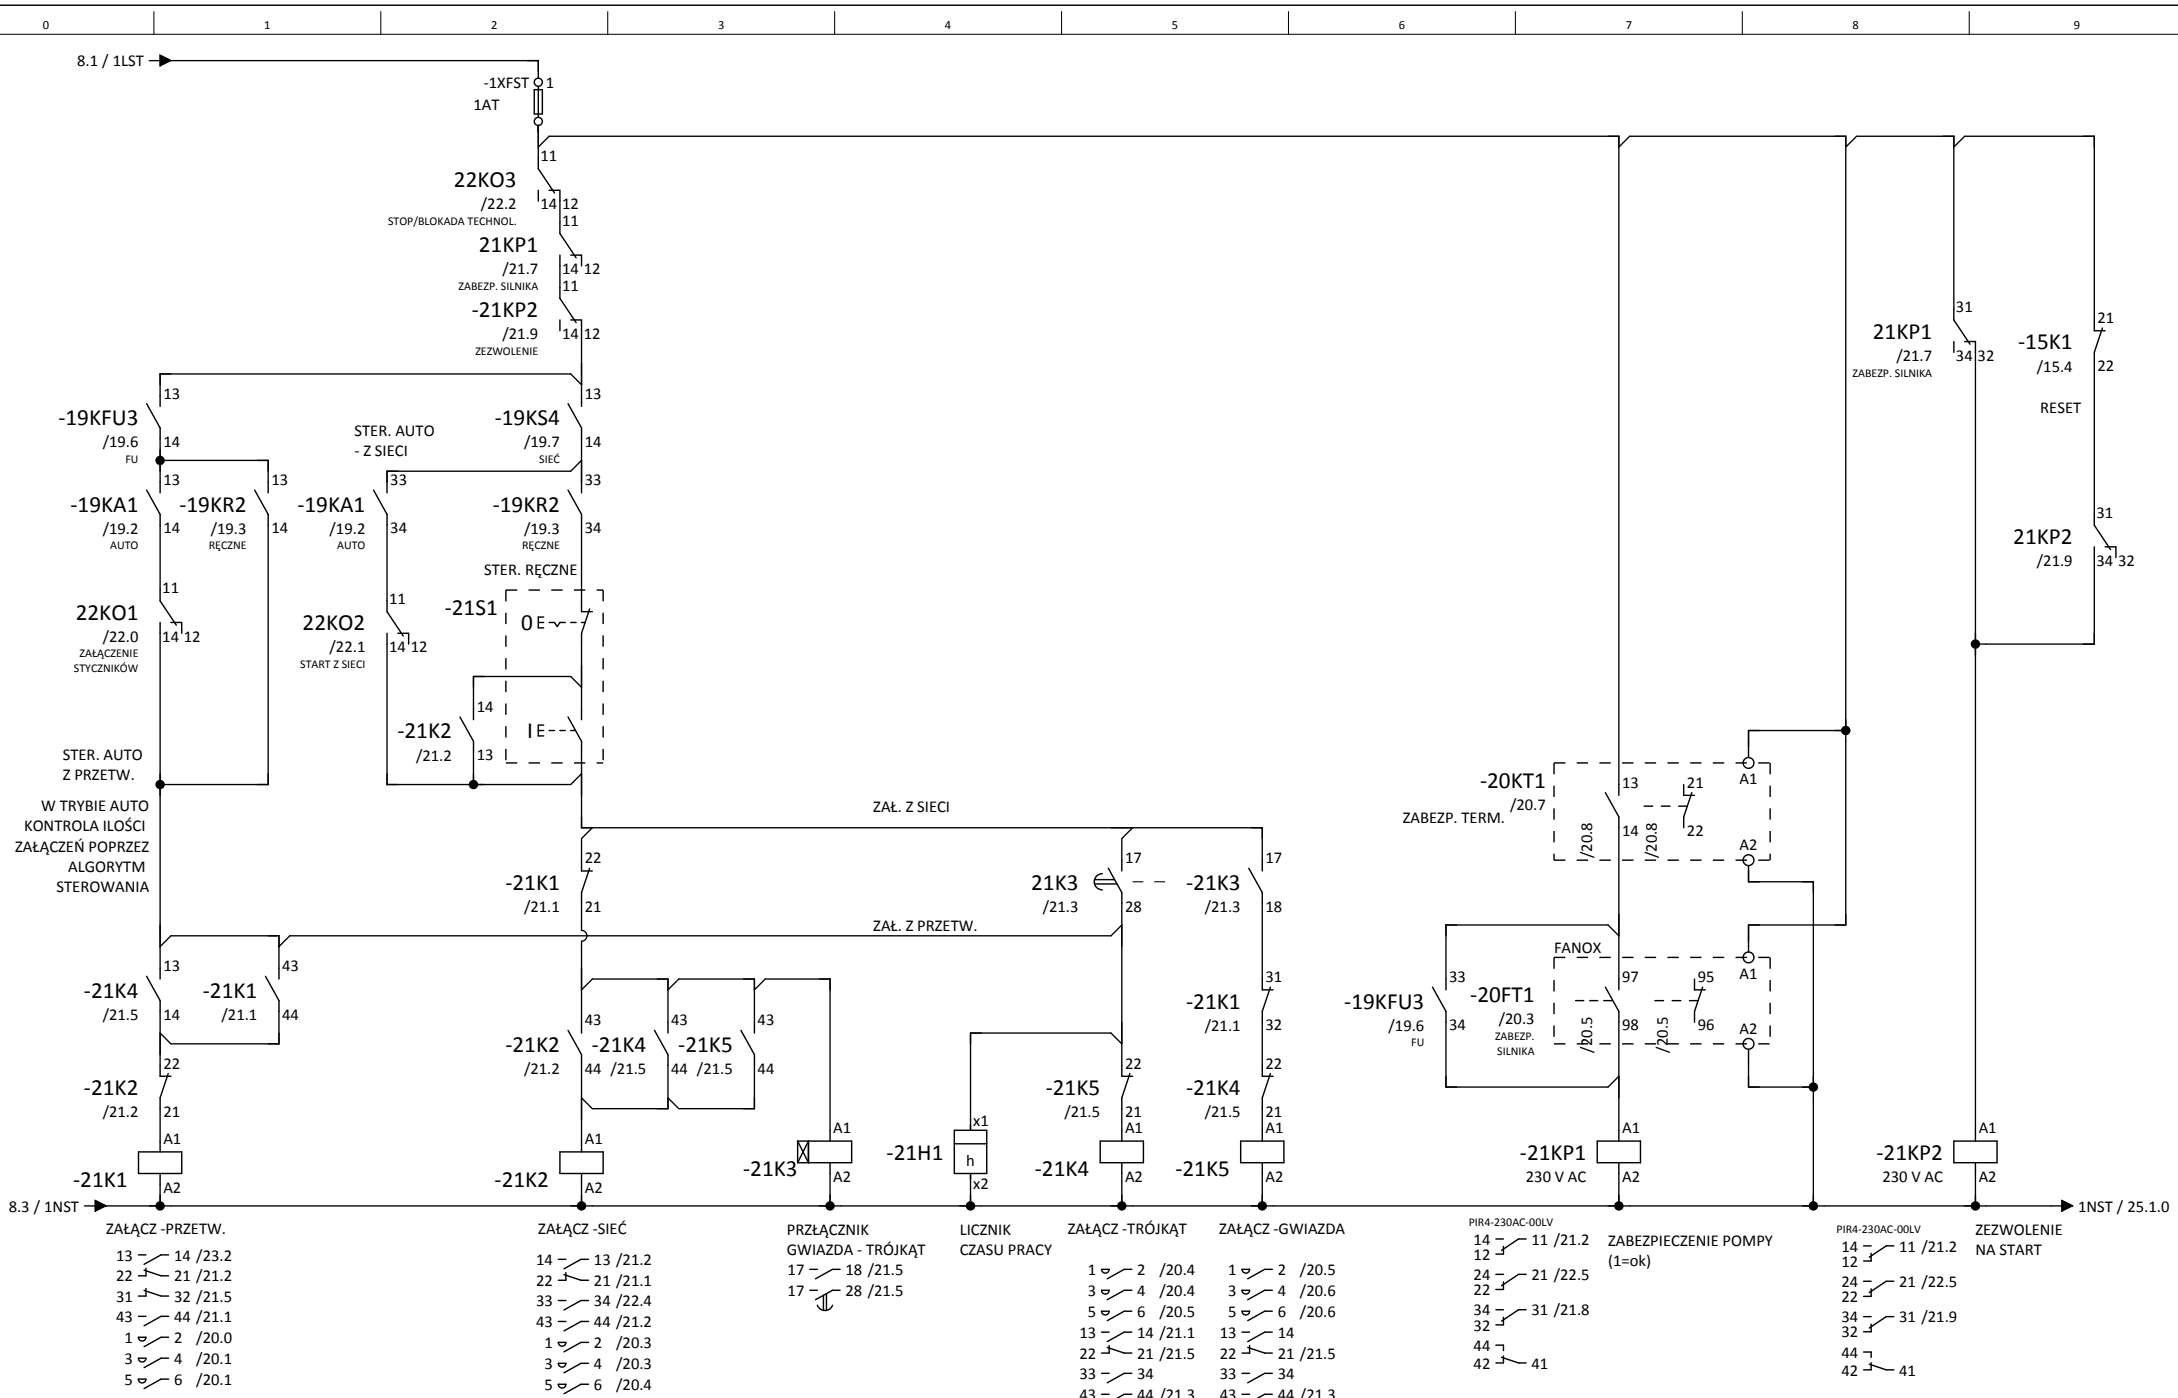 0 1 2 3 4 5 6 7 8 9
8.1 / 1LST
-1XFST 1
1AT
11
22KO3
/22.2
14 12
STOP/BLOKADA TECHNOL.
11
21KP1
/21.7
14 12
ZABEZP. SILNIKA
11
-21KP2
/21.9
14 12
ZEZWOLENIE
31
21KP1
/21.7
34 32
ZABEZP. SILNIKA
21
-15K1
/15.4
22
RESET
31
21KP2
/21.9
34 32
13
-19KFU3
/19.6
14
FU
STER. AUTO
- Z SIECI
13
-19KS4
/19.7
14
SIEĆ
13
-19KA1
/19.2
14
AUTO
13
-19KR2
/19.3
14
RĘCZNE
33
-19KA1
/19.2
34
AUTO
33
-19KR2
/19.3
34
RĘCZNE
STER. RĘCZNE
11
22KO1
/22.0
14 12
ZAŁĄCZENIE
STYCZNIKÓW
11
22KO2
/22.1
14 12
START Z SIECI
-21S1
0 E
I E
14
-21K2
/21.2
13
STER. AUTO
Z PRZETW.
W TRYBIE AUTO
KONTROLA ILOŚCI
ZAŁĄCZEŃ POPRZEZ
ALGORYTM
STEROWANIA
ZAŁ. Z SIECI
ZAŁ. Z PRZETW.
22
-21K1
/21.1
21
17
21K3
/21.3
28
17
-21K3
/21.3
18
-20KT1
/20.7
ZABEZP. TERM.
13
14
/20.8
21
22
/20.8
A1
A2
13
-21K4
/21.5
14
43
-21K1
/21.1
44
22
-21K2
/21.2
21
43
-21K2
/21.2
44
43
-21K4
/21.5
44
43
-21K5
/21.5
44
31
-21K1
/21.1
32
22
-21K5
/21.5
21
22
-21K4
/21.5
21
33
-19KFU3
/19.6
34
FU
FANOX
-20FT1
/20.3
ZABEZP.
SILNIKA
97
98
/20.5
95
96
/20.5
A1
A2
A1
-21K1
A2
A1
-21K2
A2
A1
-21K3
A2
x1
-21H1
h
x2
A1
-21K4
A2
A1
-21K5
A2
A1
-21KP1
230 V AC
A2
A1
-21KP2
230 V AC
A2
8.3 / 1NST
1NST / 25.1.0
ZAŁĄCZ -PRZETW.
13 14 /23.2
22 21 /21.2
31 32 /21.5
43 44 /21.1
1 2 /20.0
3 4 /20.1
5 6 /20.1
ZAŁĄCZ -SIEĆ
14 13 /21.2
22 21 /21.1
33 34 /22.4
43 44 /21.2
1 2 /20.3
3 4 /20.3
5 6 /20.4
PRZŁĄCZNIK
GWIAZDA - TRÓJKĄT
17 18 /21.5
17 28 /21.5
LICZNIK
CZASU PRACY
ZAŁĄCZ -TRÓJKĄT
1 2 /20.4
3 4 /20.4
5 6 /20.5
13 14 /21.1
22 21 /21.5
33 34
43 44 /21.3
ZAŁĄCZ -GWIAZDA
1 2 /20.5
3 4 /20.6
5 6 /20.6
13 14
22 21 /21.5
33 34
43 44 /21.3
PIR4-230AC-00LV
14 11 /21.2
12
24 21 /22.5
22
34 31 /21.8
32
44
42 41
ZABEZPIECZENIE POMPY
(1=ok)
PIR4-230AC-00LV
14 11 /21.2
12
24 21 /22.5
22
34 31 /21.9
32
44
42 41
ZEZWOLENIE
NA START